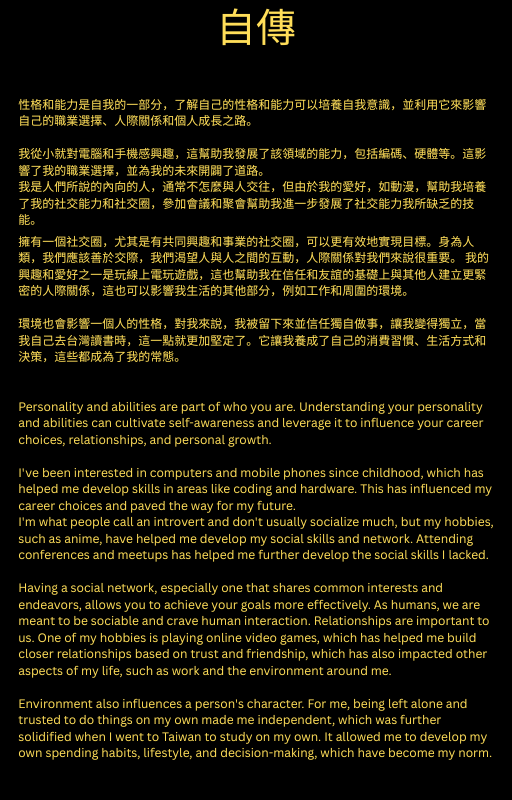 自傳
性格和能力是自我的一部分，了解自己的性格和能力可以培養自我意識，並利用它來影響
自己的職業選擇、人際關係和個人成長之路。
我從小就對電腦和手機感興趣，這幫助我發展了該領域的能力，包括編碼、硬體等。這影
響了我的職業選擇，並為我的未來開闢了道路。
我是人們所說的內向的人，通常不怎麼與人交往，但由於我的愛好，如動漫，幫助我培養
了我的社交能力和社交圈，參加會議和聚會幫助我進一步發展了社交能力我所缺乏的技
能。
擁有一個社交圈，尤其是有共同興趣和事業的社交圈，可以更有效地實現目標。身為人
類，我們應該善於交際，我們渴望人與人之間的互動，人際關係對我們來說很重要。 我的
興趣和愛好之一是玩線上電玩遊戲，這也幫助我在信任和友誼的基礎上與其他人建立更緊
密的人際關係，這也可以影響我生活的其他部分，例如工作和周圍的環境。
環境也會影響一個人的性格，對我來說，我被留下來並信任獨自做事，讓我變得獨立，當
我自己去台灣讀書時，這一點就更加堅定了。它讓我養成了自己的消費習慣、生活方式和
決策，這些都成為了我的常態。
Personality and abilities are part of who you are. Understanding your personality
and abilities can cultivate self-awareness and leverage it to influence your career
choices, relationships, and personal growth.
I've been interested in computers and mobile phones since childhood, which has
helped me develop skills in areas like coding and hardware. This has influenced my
career choices and paved the way for my future.
I'm what people call an introvert and don't usually socialize much, but my hobbies,
such as anime, have helped me develop my social skills and network. Attending
conferences and meetups has helped me further develop the social skills I lacked.
Having a social network, especially one that shares common interests and
endeavors, allows you to achieve your goals more effectively. As humans, we are
meant to be sociable and crave human interaction. Relationships are important to
us. One of my hobbies is playing online video games, which has helped me build
closer relationships based on trust and friendship, which has also impacted other
aspects of my life, such as work and the environment around me.
Environment also influences a person's character. For me, being left alone and
trusted to do things on my own made me independent, which was further
solidified when I went to Taiwan to study on my own. It allowed me to develop my
own spending habits, lifestyle, and decision-making, which have become my norm.